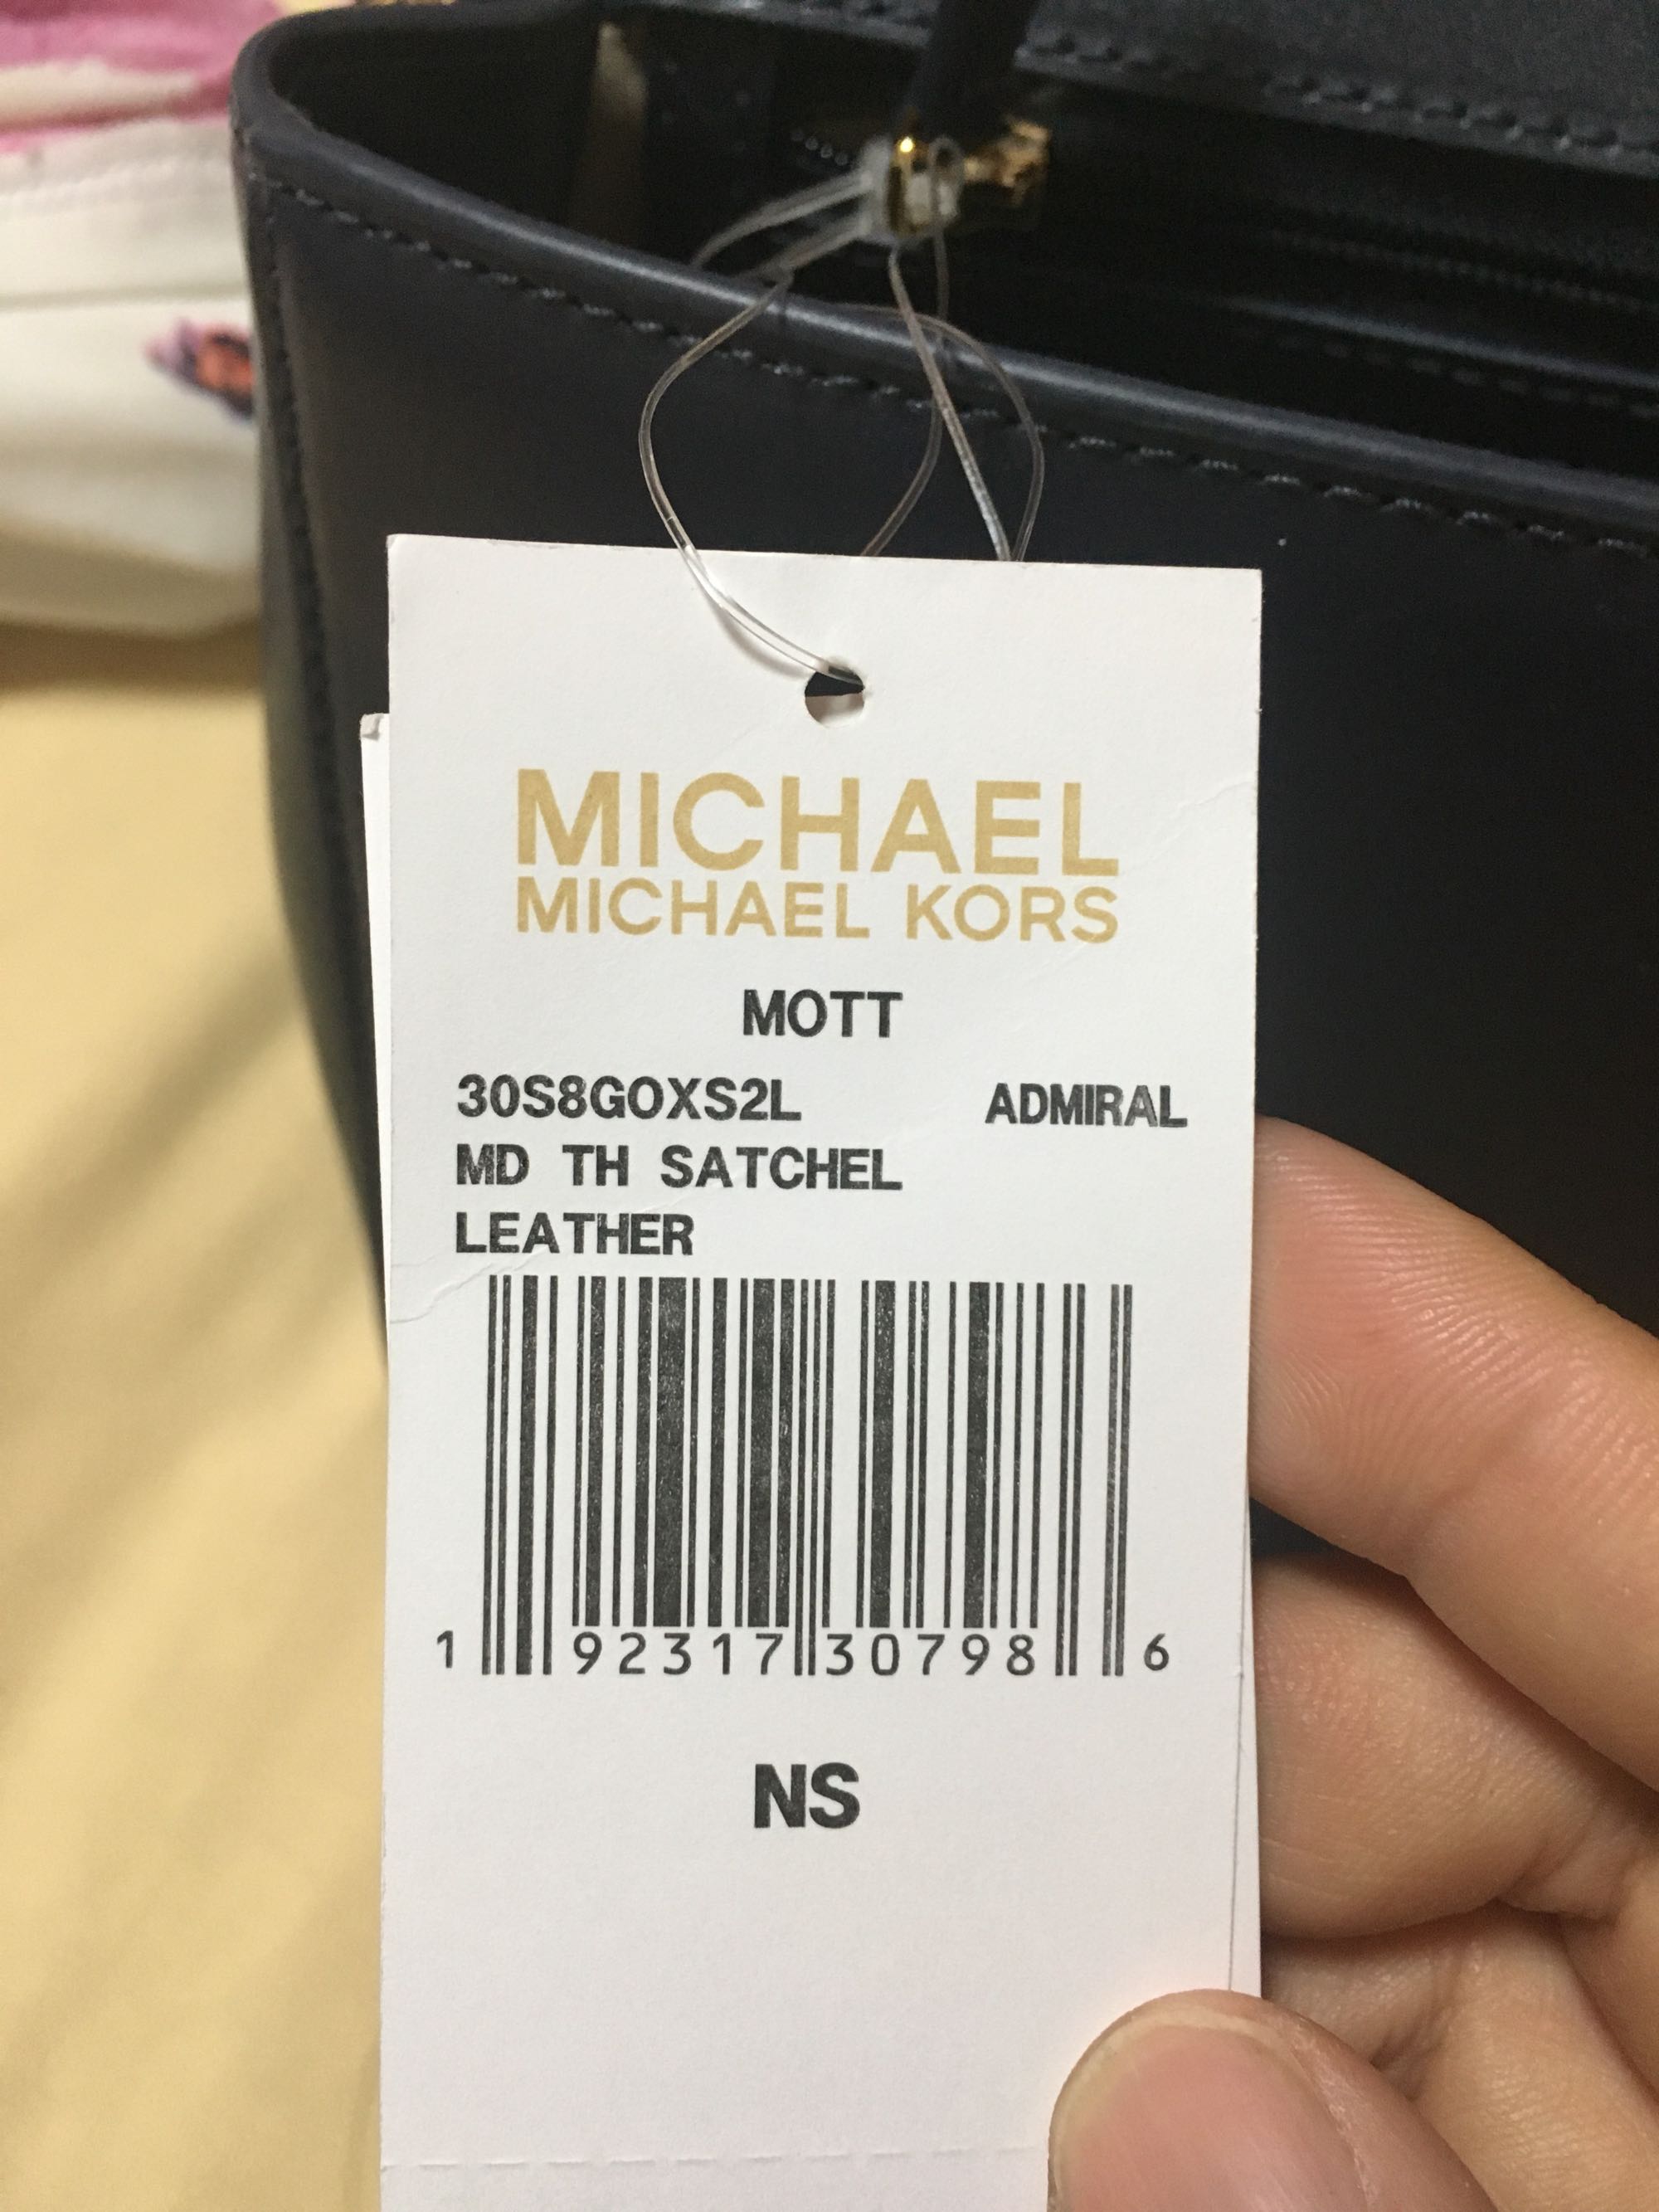 MICHAEL
MICHAEL KORS
MOTT
30S8GOXS2L ADMIRAL
MD TH SATCHEL
LEATHER
1 92317 30798 6
NS